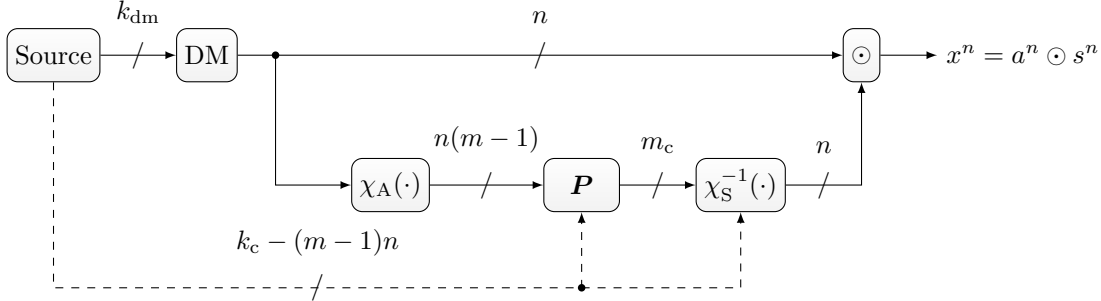 k_dm
n
Source
DM
⊙
x^n = a^n ⊙ s^n
n(m − 1)
m_c
n
χ_A(·)
P
χ_S^{-1}(·)
k_c − (m − 1)n